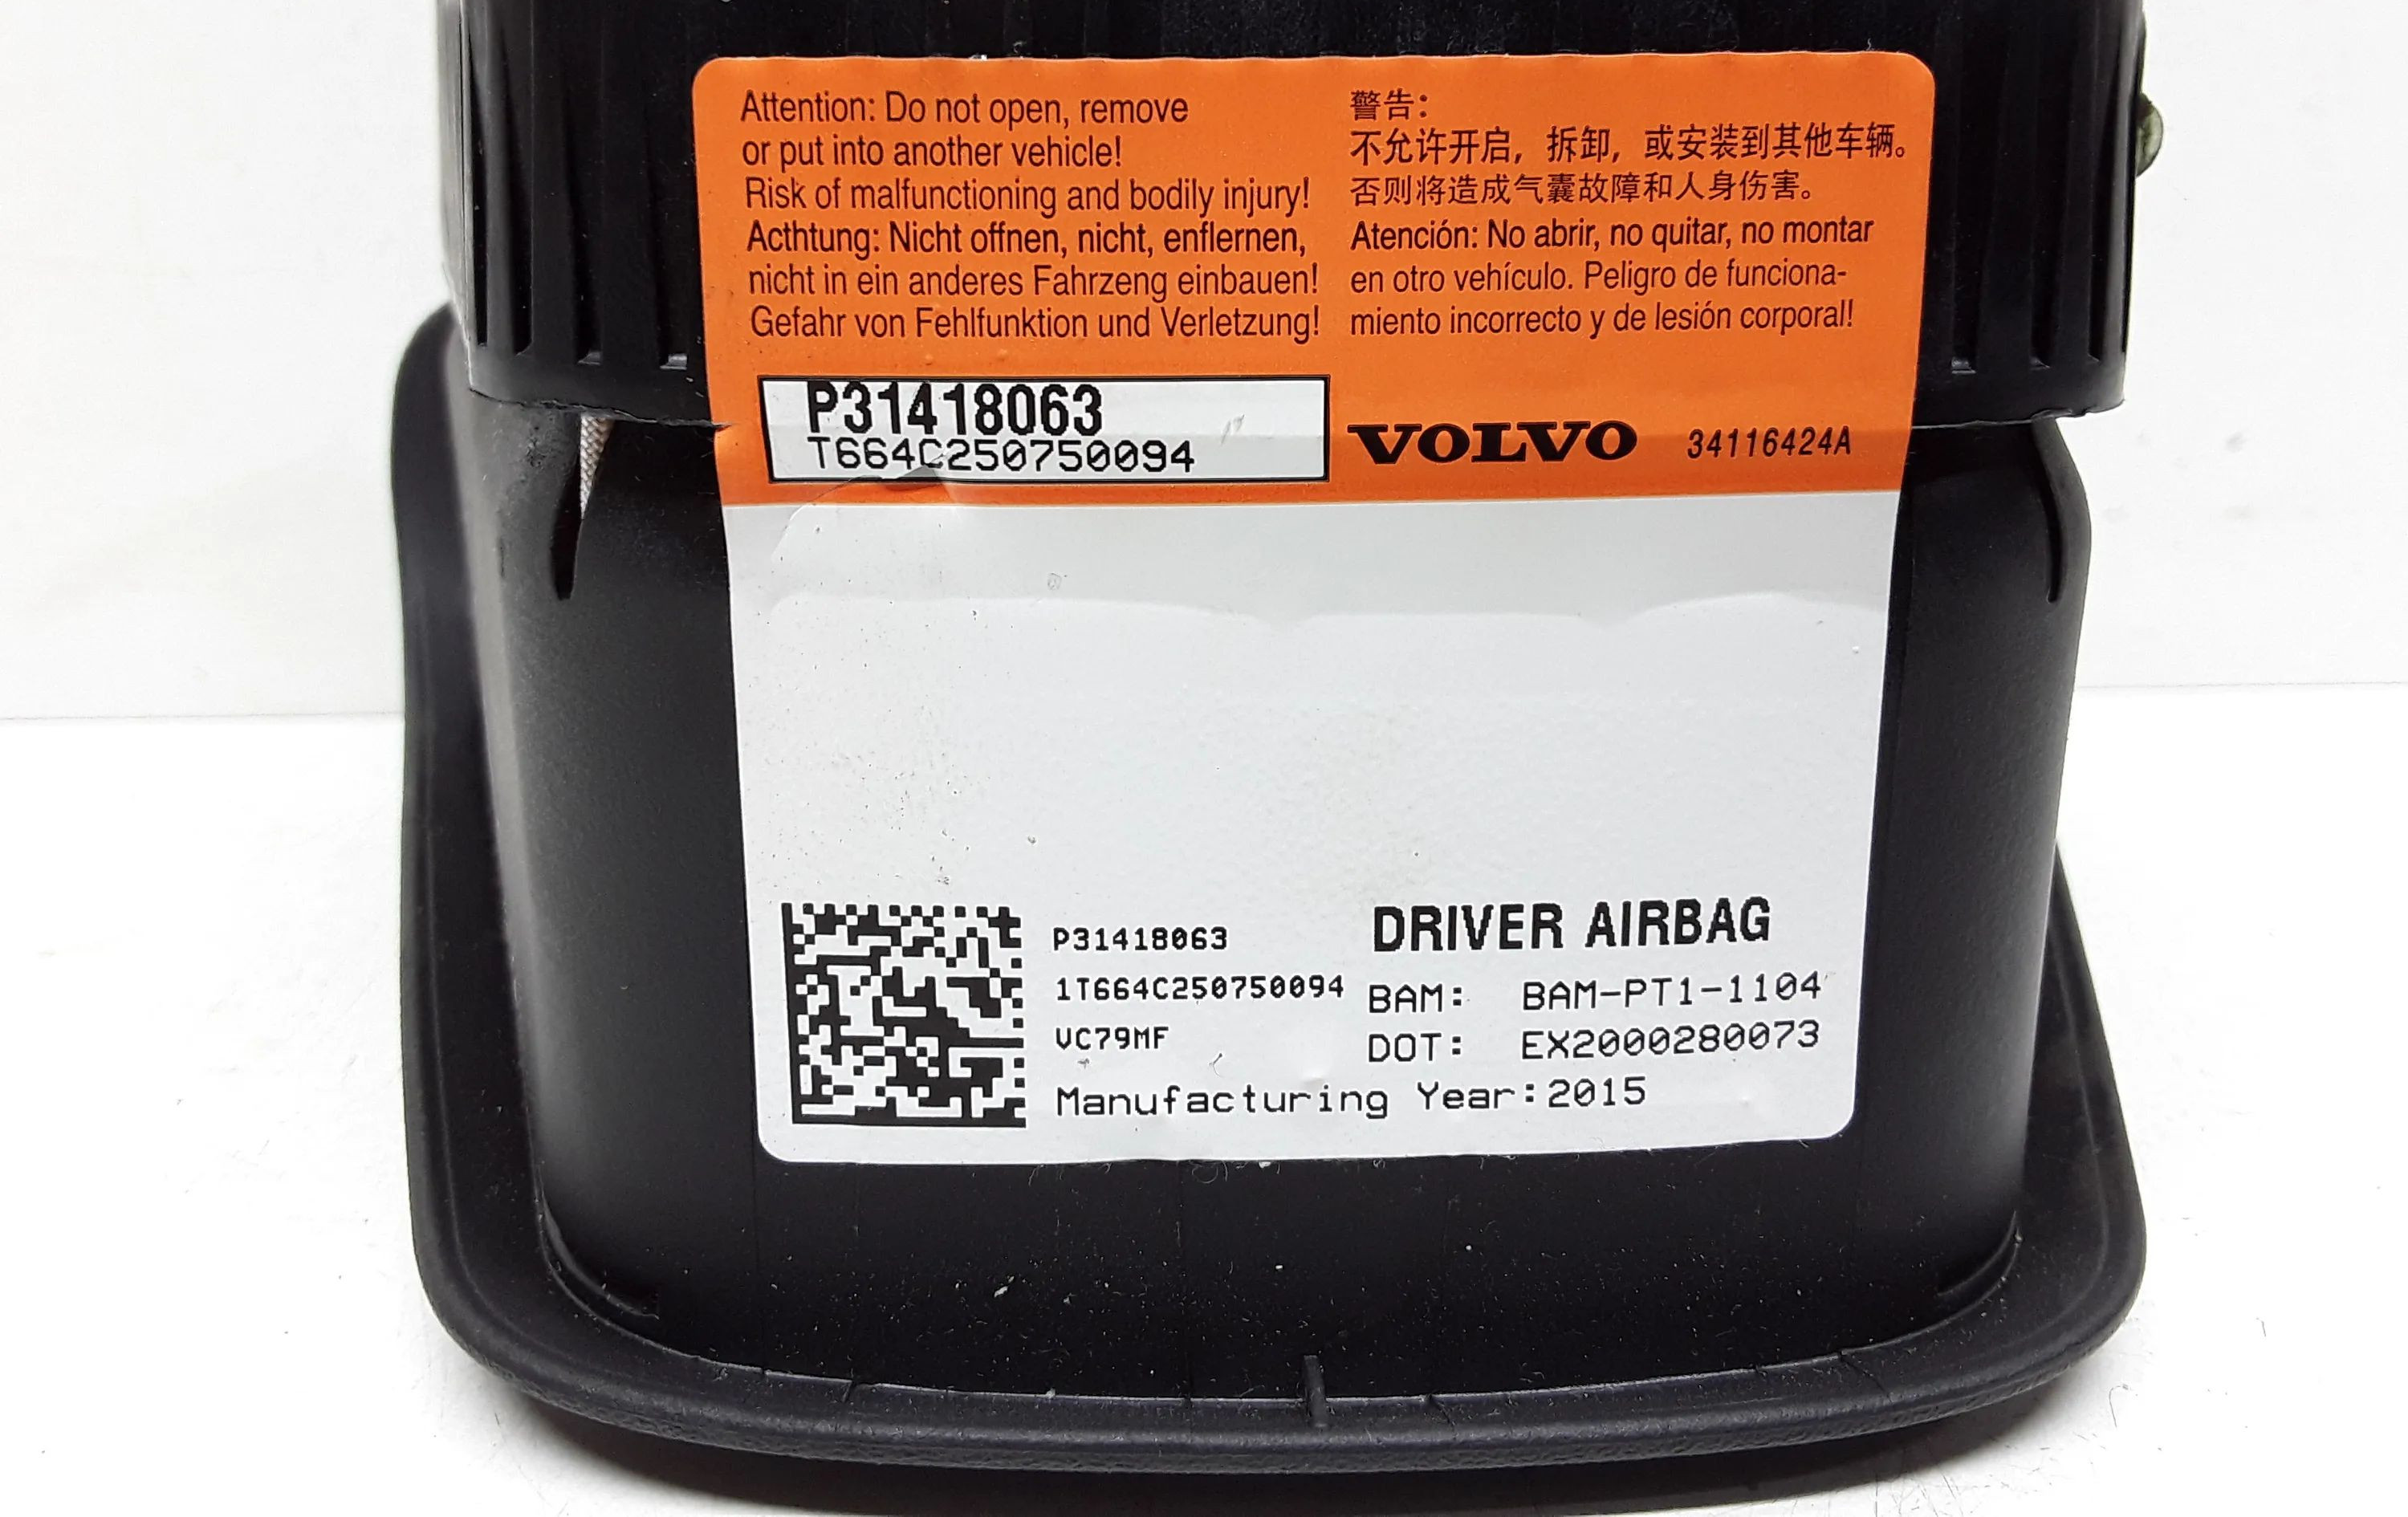 Attention: Do not open, remove
or put into another vehicle!
Risk of malfunctioning and bodily injury!
Acthtung: Nicht offnen, nicht, enflernen,
nicht in ein anderes Fahrzeng einbauen!
Gefahr von Fehlfunktion und Verletzung!
警告:
不允许开启, 拆卸, 或安装到其他车辆。
否则将造成气囊故障和人身伤害。
Atención: No abrir, no quitar, no montar
en otro vehículo. Peligro de funciona-
miento incorrecto y de lesión corporal!
P31418063
T664C250750094
VOLVO 34116424A
P31418063
1T664C250750094
VC79MF
DRIVER AIRBAG
BAM: BAM-PT1-1104
DOT: EX2000280073
Manufacturing Year:2015